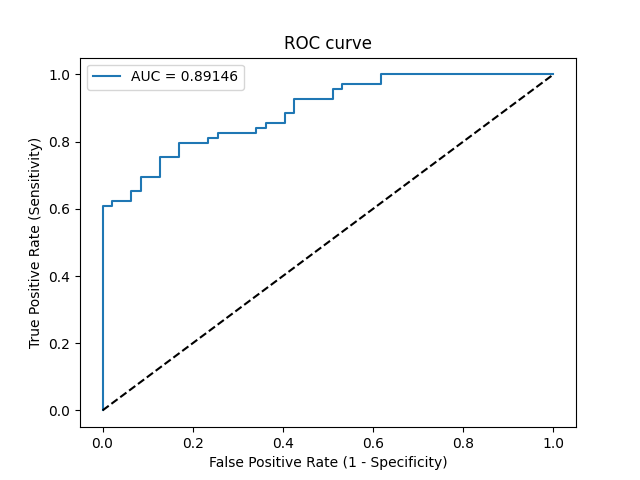 ROC curve
AUC = 0.89146
1.0
0.8
0.6
0.4
0.2
0.0
True Positive Rate (Sensitivity)
0.0 0.2 0.4 0.6 0.8 1.0
False Positive Rate (1 - Specificity)